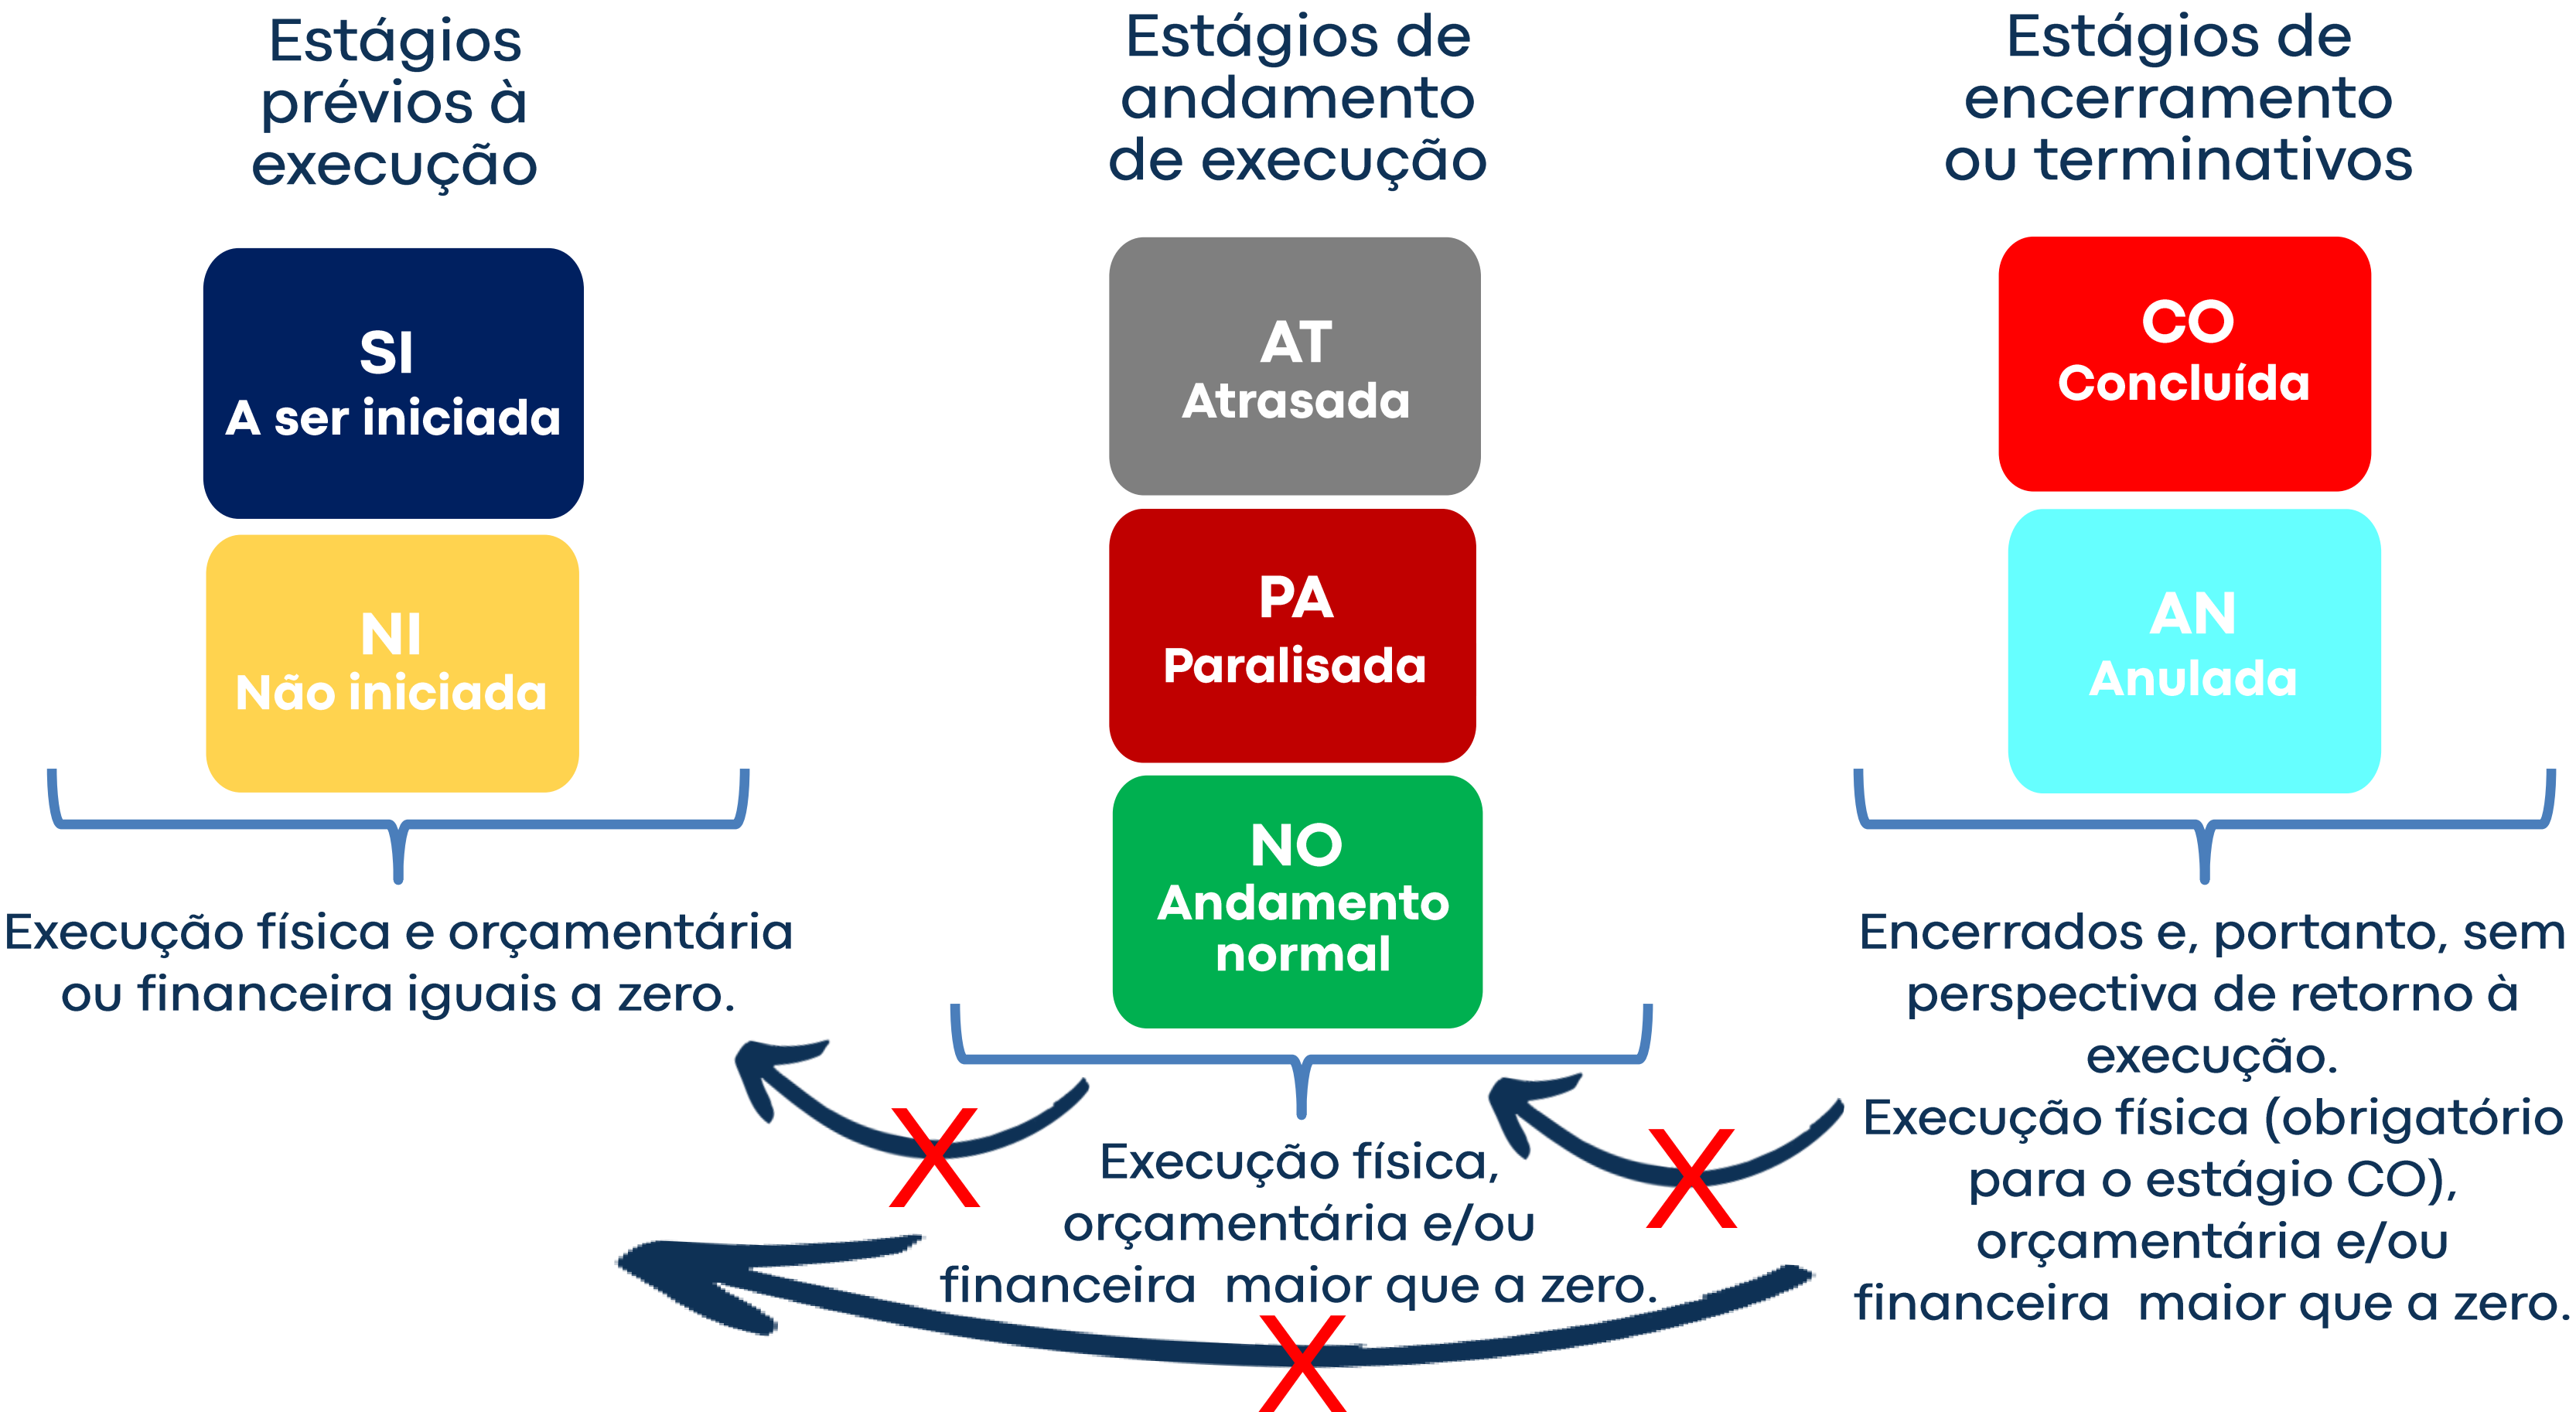 Estágios
prévios à
execução
SI
A ser iniciada
NI
Não iniciada
Execução física e orçamentária
ou financeira iguais a zero.
Estágios de
andamento
de execução
AT
Atrasada
PA
Paralisada
NO
Andamento
normal
Execução física,
orçamentária e/ou
financeira  maior que a zero.
Estágios de
encerramento
ou terminativos
CO
Concluída
AN
Anulada
Encerrados e, portanto, sem
perspectiva de retorno à
execução.
Execução física (obrigatório
para o estágio CO),
orçamentária e/ou
financeira  maior que a zero.
X
X
X